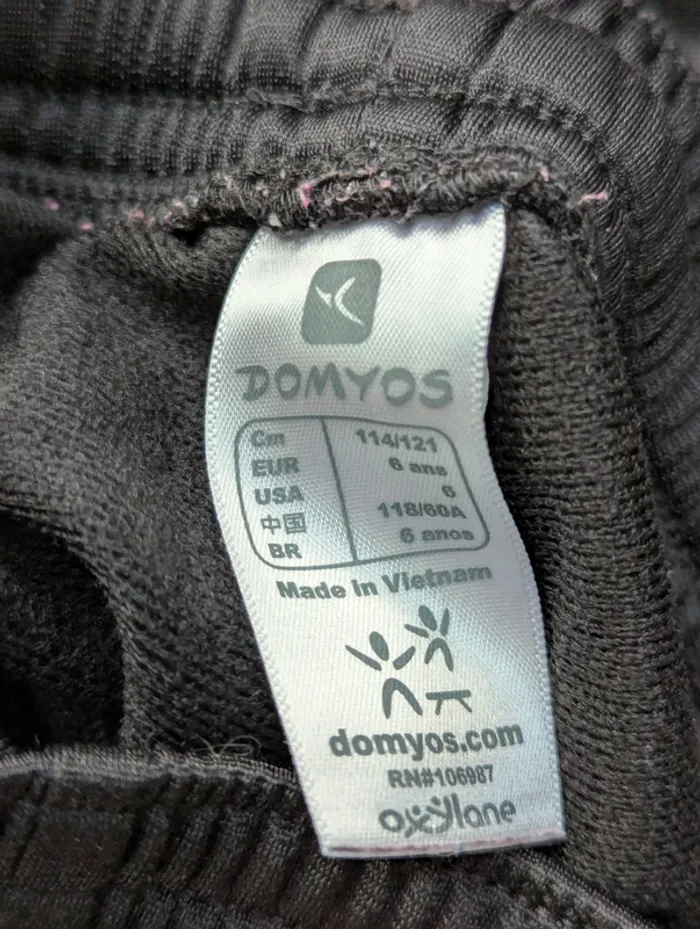 DOMYOS
Cm 114/121
EUR 6 ans
USA 6
中国 118/60A
BR 6 anos
Made in Vietnam
domyos.com
RN#106987
oxylane